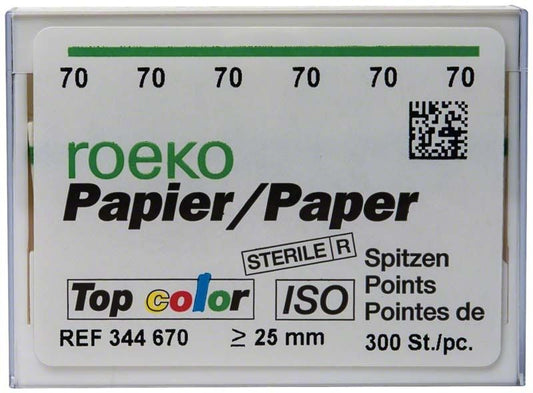 70 70 70 70 70 70
roeko
Papier/Paper
STERILE R
Spitzen
Points
Pointes de
Top color
ISO
REF 344 670
≥ 25 mm
300 St./pc.